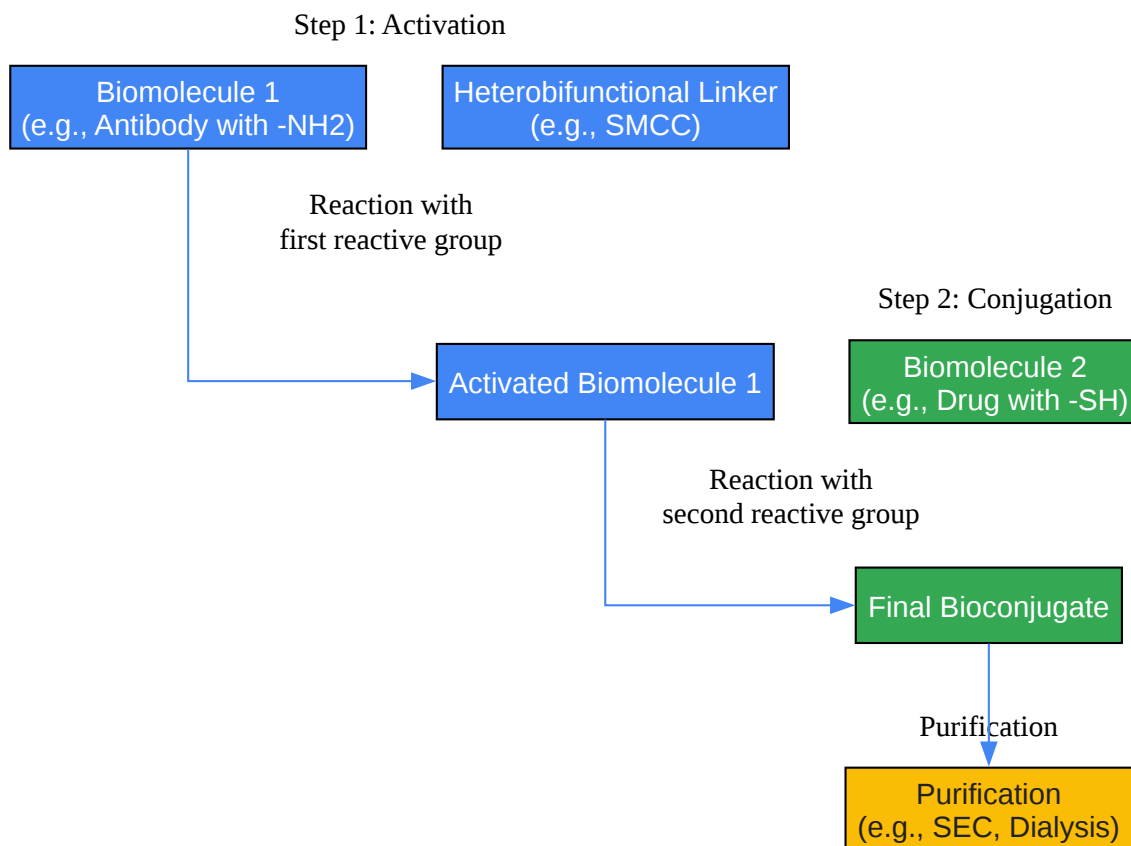 Step 1: Activation
Biomolecule 1
(e.g., Antibody with -NH2)
Heterobifunctional Linker
(e.g., SMCC)
Reaction with
first reactive group
Step 2: Conjugation
Activated Biomolecule 1
Biomolecule 2
(e.g., Drug with -SH)
Reaction with
second reactive group
Final Bioconjugate
Purification
Purification
(e.g., SEC, Dialysis)